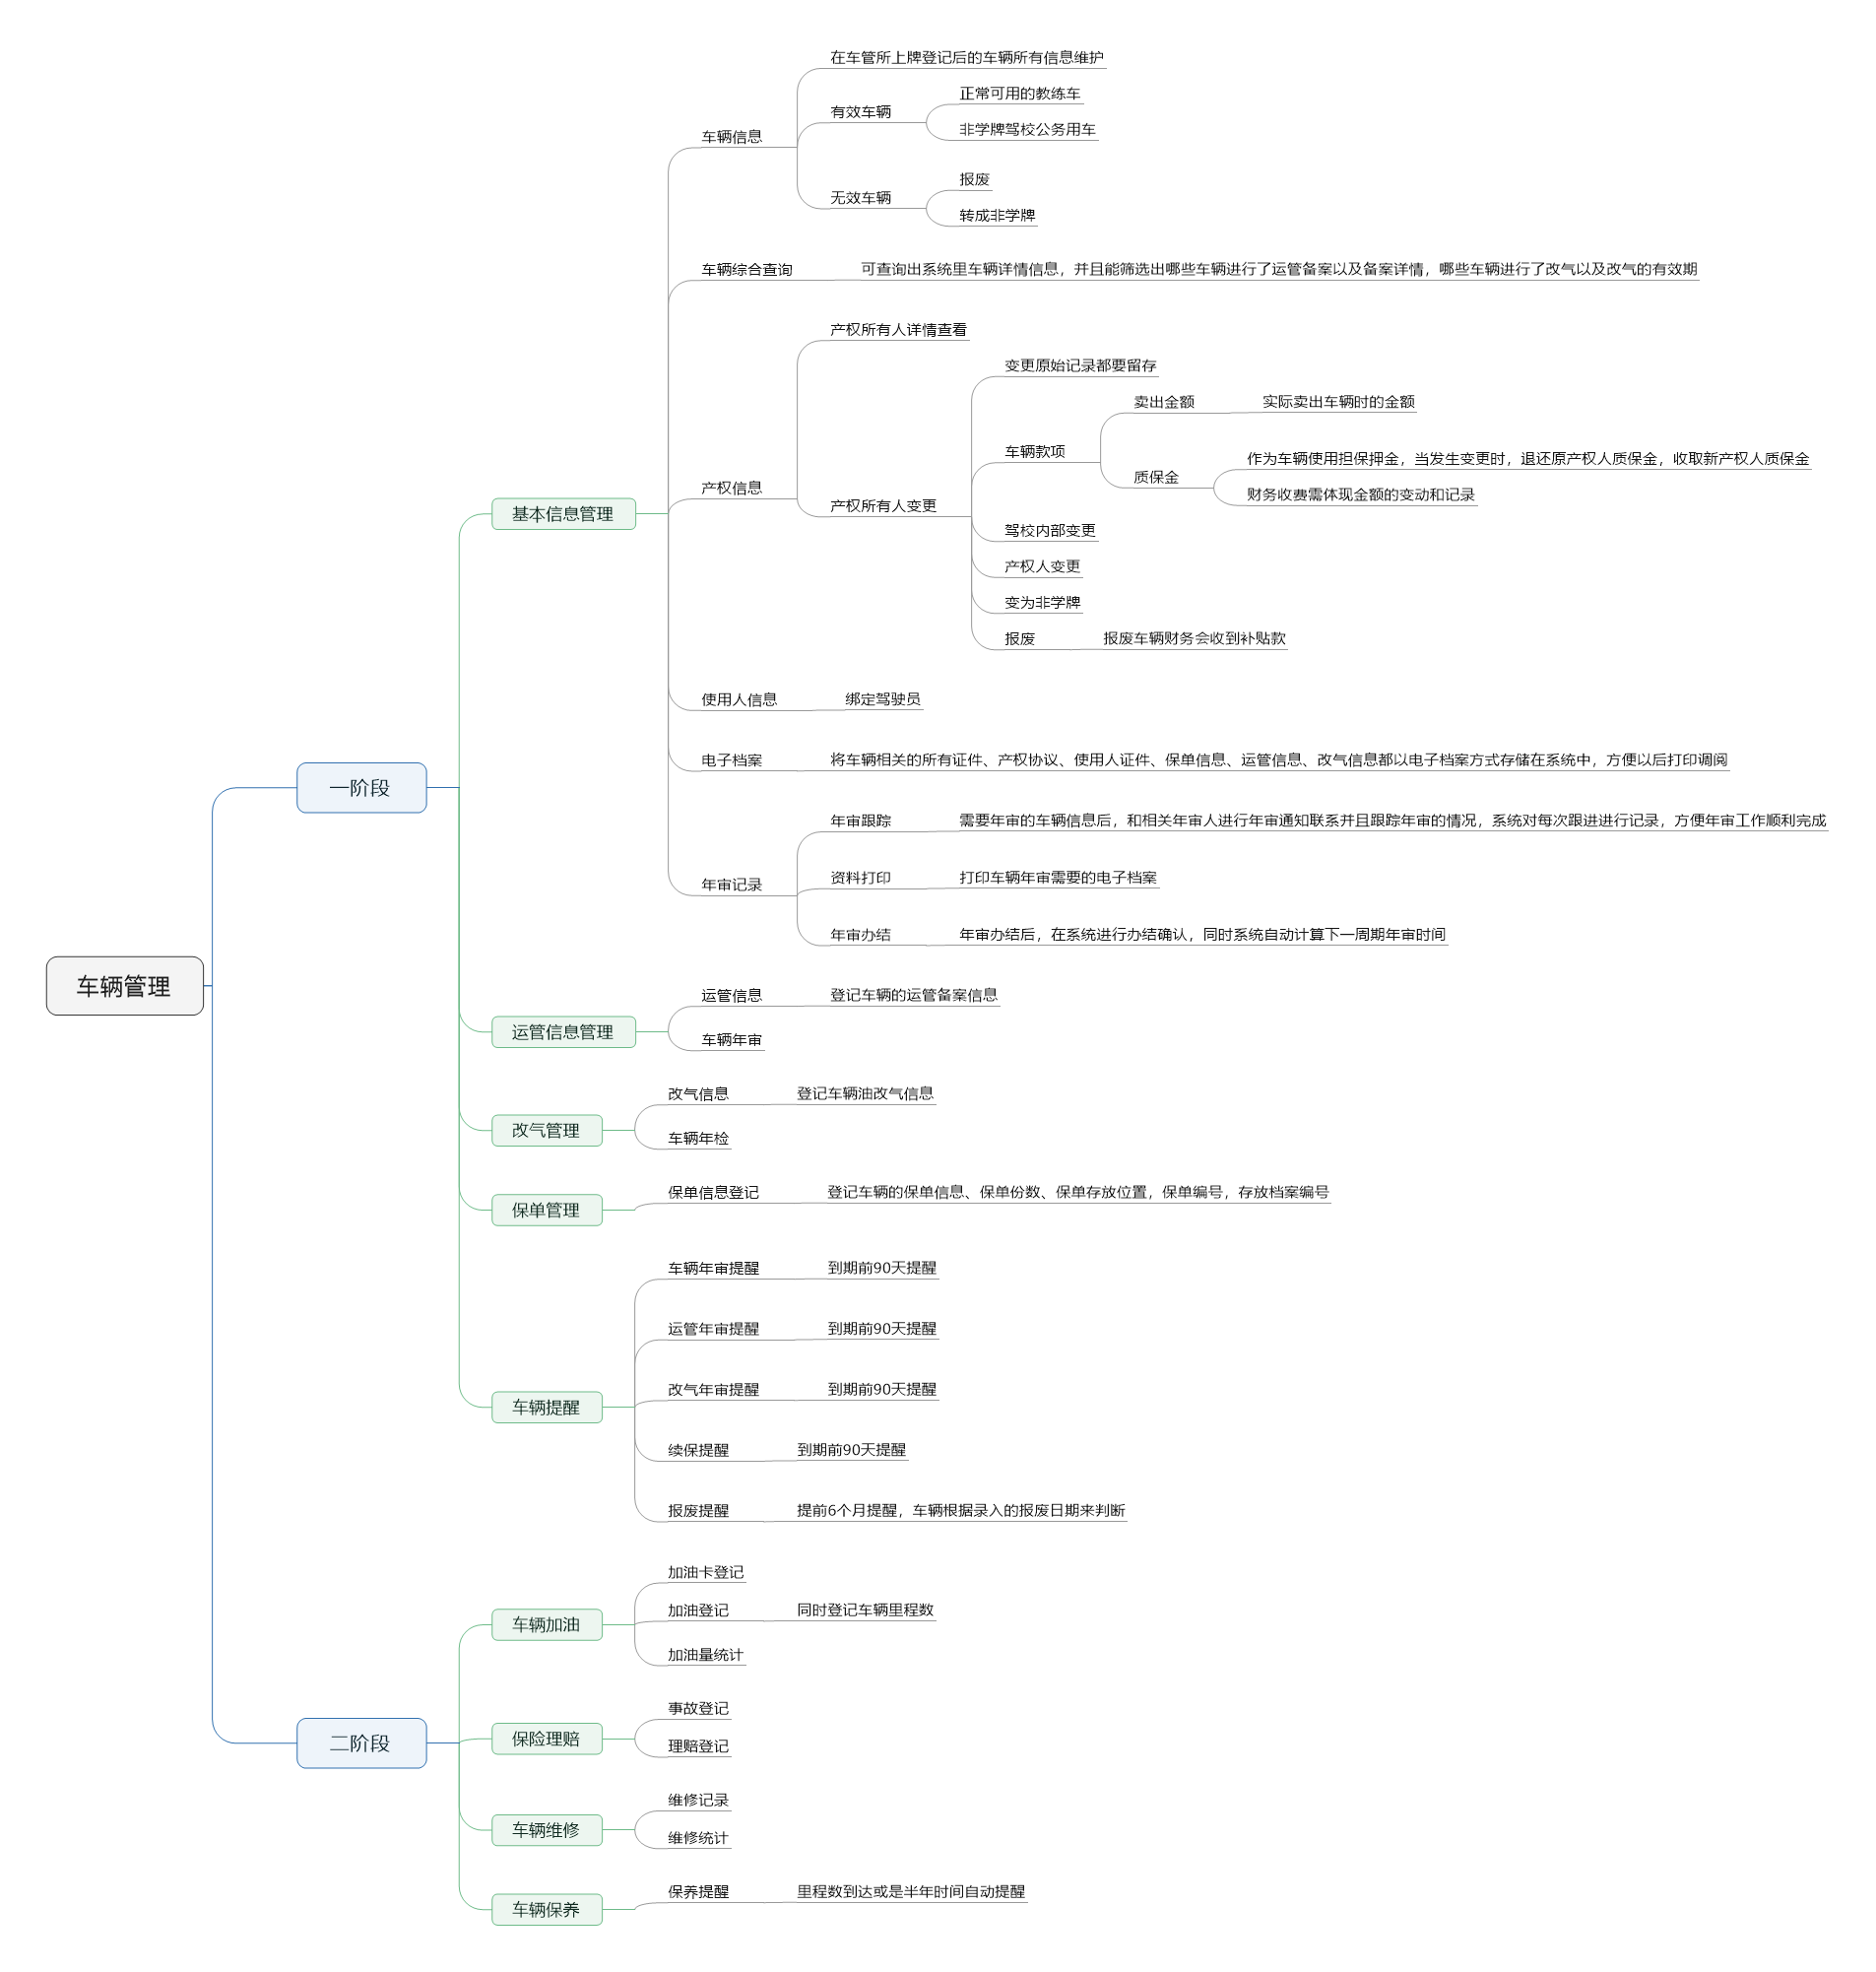 车辆管理
一阶段
基本信息管理
车辆信息
在车管所上牌登记后的车辆所有信息维护
有效车辆
正常可用的教练车
非学牌驾校公务用车
无效车辆
报废
转成非学牌
车辆综合查询
可查询出系统里车辆详情信息，并且能筛选出哪些车辆进行了运管备案以及备案详情，哪些车辆进行了改气以及改气的有效期
产权信息
产权所有人详情查看
产权所有人变更
变更原始记录都要留存
车辆款项
卖出金额
实际卖出车辆时的金额
质保金
作为车辆使用担保押金，当发生变更时，退还原产权人质保金，收取新产权人质保金
财务收费需体现金额的变动和记录
驾校内部变更
产权人变更
变为非学牌
报废
报废车辆财务会收到补贴款
使用人信息
绑定驾驶员
电子档案
将车辆相关的所有证件、产权协议、使用人证件、保单信息、运管信息、改气信息都以电子档案方式存储在系统中，方便以后打印调阅
年审记录
年审跟踪
需要年审的车辆信息后，和相关年审人进行年审通知联系并且跟踪年审的情况，系统对每次跟进进行记录，方便年审工作顺利完成
资料打印
打印车辆年审需要的电子档案
年审办结
年审办结后，在系统进行办结确认，同时系统自动计算下一周期年审时间
运管信息管理
运管信息
登记车辆的运管备案信息
车辆年审
改气管理
改气信息
登记车辆油改气信息
车辆年检
保单管理
保单信息登记
登记车辆的保单信息、保单份数、保单存放位置，保单编号，存放档案编号
车辆提醒
车辆年审提醒
到期前90天提醒
运管年审提醒
到期前90天提醒
改气年审提醒
到期前90天提醒
续保提醒
到期前90天提醒
报废提醒
提前6个月提醒，车辆根据录入的报废日期来判断
二阶段
车辆加油
加油卡登记
加油登记
同时登记车辆里程数
加油量统计
保险理赔
事故登记
理赔登记
车辆维修
维修记录
维修统计
车辆保养
保养提醒
里程数到达或是半年时间自动提醒